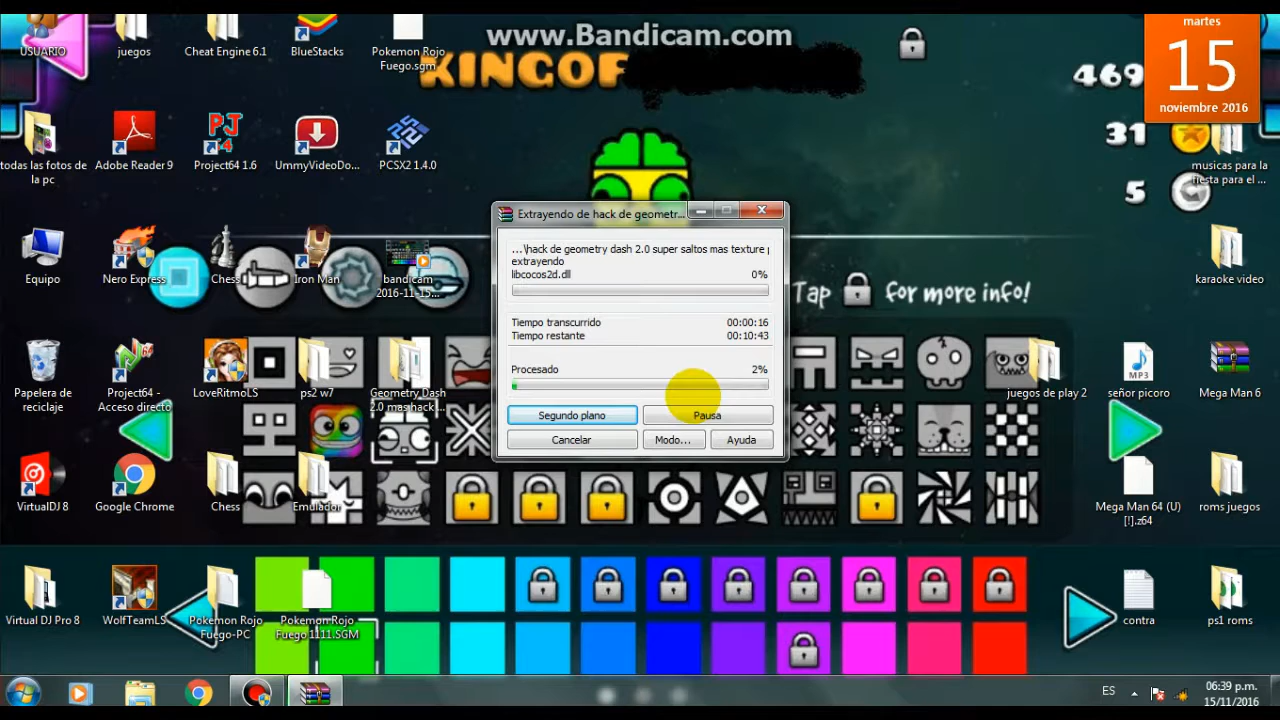 www.Bandicam.com
KINGOF
469
31
5
martes
15
noviembre 2016
USUARIO
juegos
Cheat Engine 6.1
BlueStacks
Pokemon Rojo
Fuego.sgm
todas las fotos de
la pc
Adobe Reader 9
Project64 1.6
UmmyVideoDo...
PCSX2 1.4.0
musicas para la
fiesta para el ...
Equipo
Nero Express
Chess
Iron Man
bandicam
2016-11-15...
karaoke video
Tap
for more info!
Extrayendo de hack de geometr...
...\hack de geometry dash 2.0 super saltos mas texture p
extrayendo
libcocos2d.dll
0%
Tiempo transcurrido
00:00:16
Tiempo restante
00:10:43
Procesado
2%
Segundo plano
Pausa
Cancelar
Modo...
Ayuda
Papelera de
reciclaje
Project64 -
Acceso directo
LoveRitmoLS
ps2 w7
Geometry Dash
2.0 mas hack ...
juegos de play 2
MP3
señor picoro
Mega Man 6
VirtualDJ 8
Google Chrome
Chess
Emulador
Mega Man 64 (U)
[!].z64
roms juegos
Virtual DJ Pro 8
WolfTeamLS
Pokemon Rojo
Fuego-PC
Pokemon Rojo
Fuego 1111.SGM
contra
ps1 roms
ES
06:39 p.m.
15/11/2016